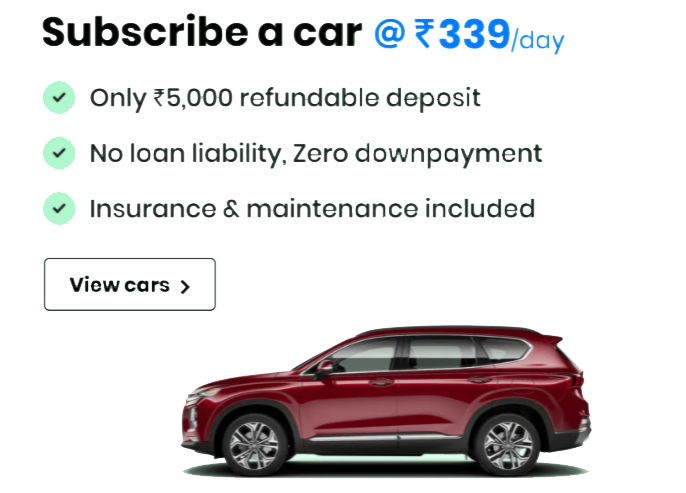 Subscribe a car @ ₹339/day
Only ₹5,000 refundable deposit
No loan liability, Zero downpayment
Insurance & maintenance included
View cars